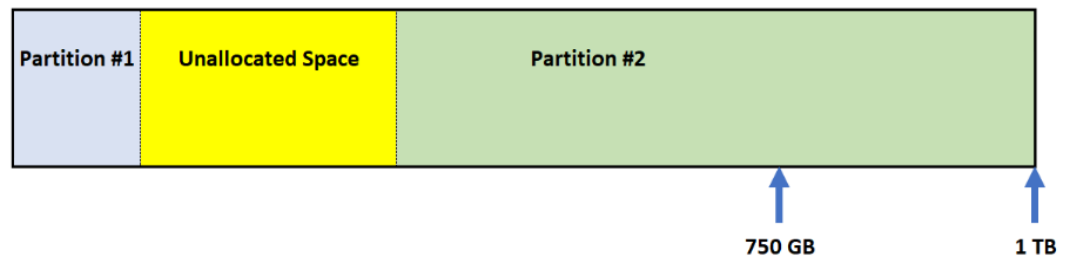 Partition #1
Unallocated Space
Partition #2
750 GB
1 TB